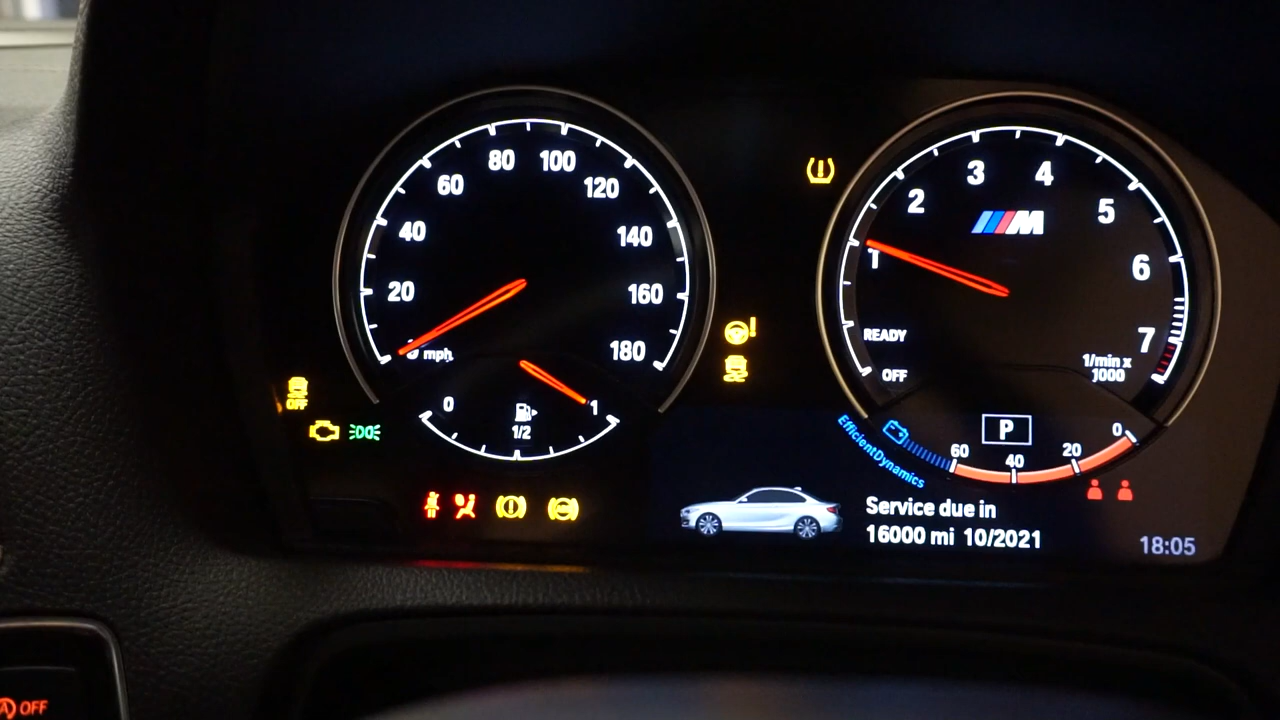 20
40
60
80
100
120
140
160
180
mph
0
1/2
1
OFF
1
2
3
4
5
6
7
M
READY
OFF
1/min x
1000
P
EfficientDynamics
60
40
20
0
Service due in
16000 mi 10/2021
18:05
A OFF